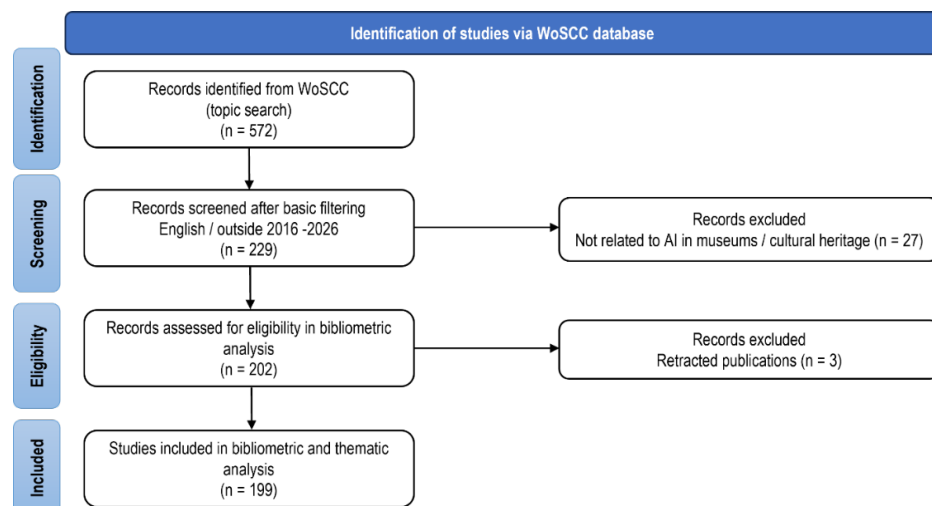 Identification of studies via WoSCC database
Identification
Records identified from WoSCC
(topic search)
(n = 572)
Screening
Records screened after basic filtering
English / outside 2016 -2026
(n = 229)
Records excluded
Not related to AI in museums / cultural heritage (n = 27)
Eligibility
Records assessed for eligibility in bibliometric
analysis
(n = 202)
Records excluded
Retracted publications (n = 3)
Included
Studies included in bibliometric and thematic
analysis
(n = 199)